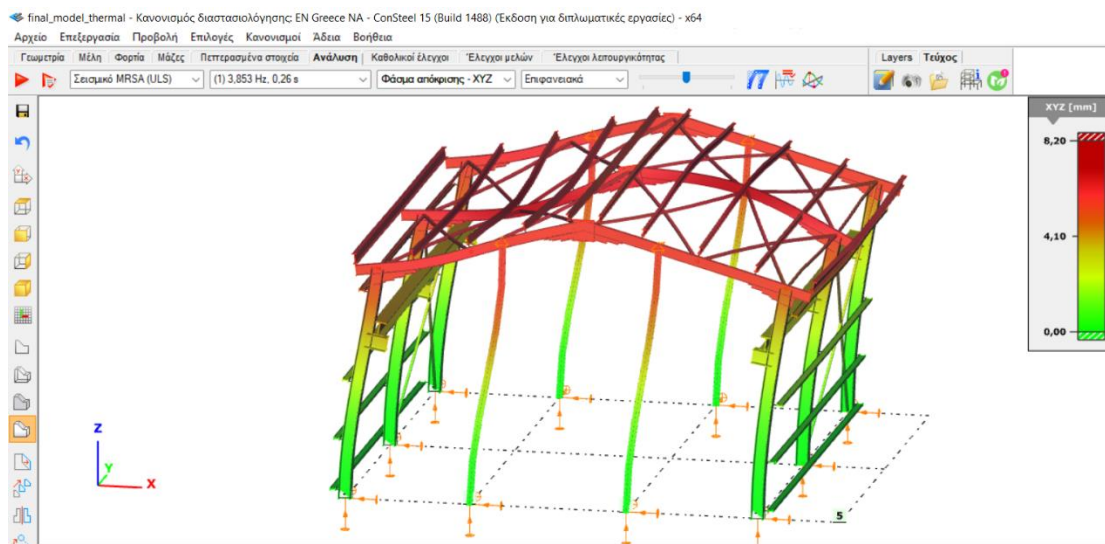 final_model_thermal - Κανονισμός διαστασιολόγησης: EN Greece NA - ConSteel 15 (Build 1488) (Έκδοση για διπλωματικές εργασίες) - x64
Αρχείο Επεξεργασία Προβολή Επιλογές Κανονισμοί Άδεια Βοήθεια
Γεωμετρία Μέλη Φορτία Μάζες Πεπερασμένα στοιχεία Ανάλυση Καθολικοί έλεγχοι Έλεγχοι μελών Έλεγχοι λειτουργικότητας Layers Τεύχος
Σεισμικό MRSA (ULS) (1) 3,853 Hz, 0,26 s Φάσμα απόκρισης - XYZ Επιφανειακά
XYZ [mm]
8,20
4,10
0,00
Z
Y
X
5